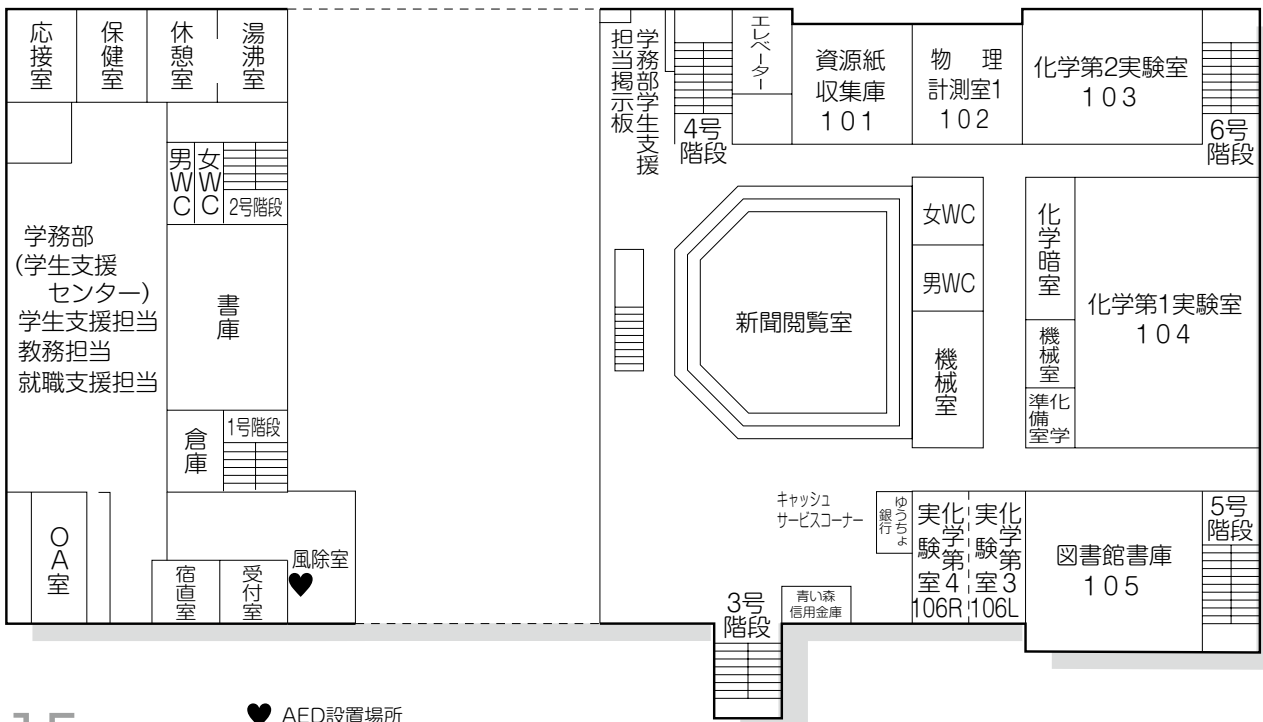 応接室
保健室
休憩室
湯沸室
学務部学生支援
担当掲示板
4号
階段
エレベーター
資源紙
収集庫
101
物 理
計測室1
102
化学第2実験室
103
6号
階段
男WC
女WC
2号階段
学務部
(学生支援
センター)
学生支援担当
教務担当
就職支援担当
書庫
新聞閲覧室
女WC
男WC
機械室
化学暗室
機械室
化学
準備室
化学第1実験室
104
倉庫
1号階段
OA室
宿直室
受付室
風除室
キャッシュ
サービスコーナー
ゆうちょ
銀行
青い森
信用金庫
3号
階段
化学第4
実験室
106R
化学第3
実験室
106L
図書館書庫
105
5号
階段
15
♥ AED設置場所